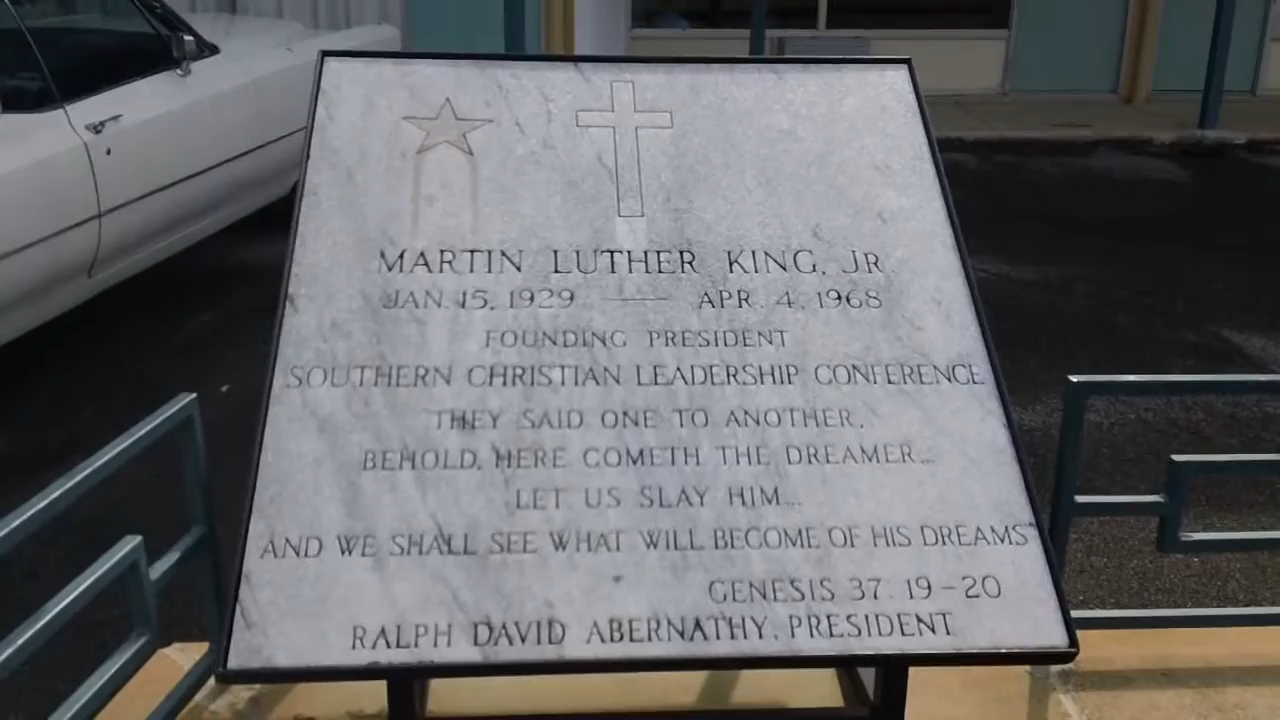 MARTIN LUTHER KING, JR.
JAN. 15, 1929 — APR. 4, 1968
FOUNDING PRESIDENT
SOUTHERN CHRISTIAN LEADERSHIP CONFERENCE
THEY SAID ONE TO ANOTHER,
BEHOLD, HERE COMETH THE DREAMER...
LET US SLAY HIM...
AND WE SHALL SEE WHAT WILL BECOME OF HIS DREAMS"
GENESIS 37: 19-20
RALPH DAVID ABERNATHY, PRESIDENT